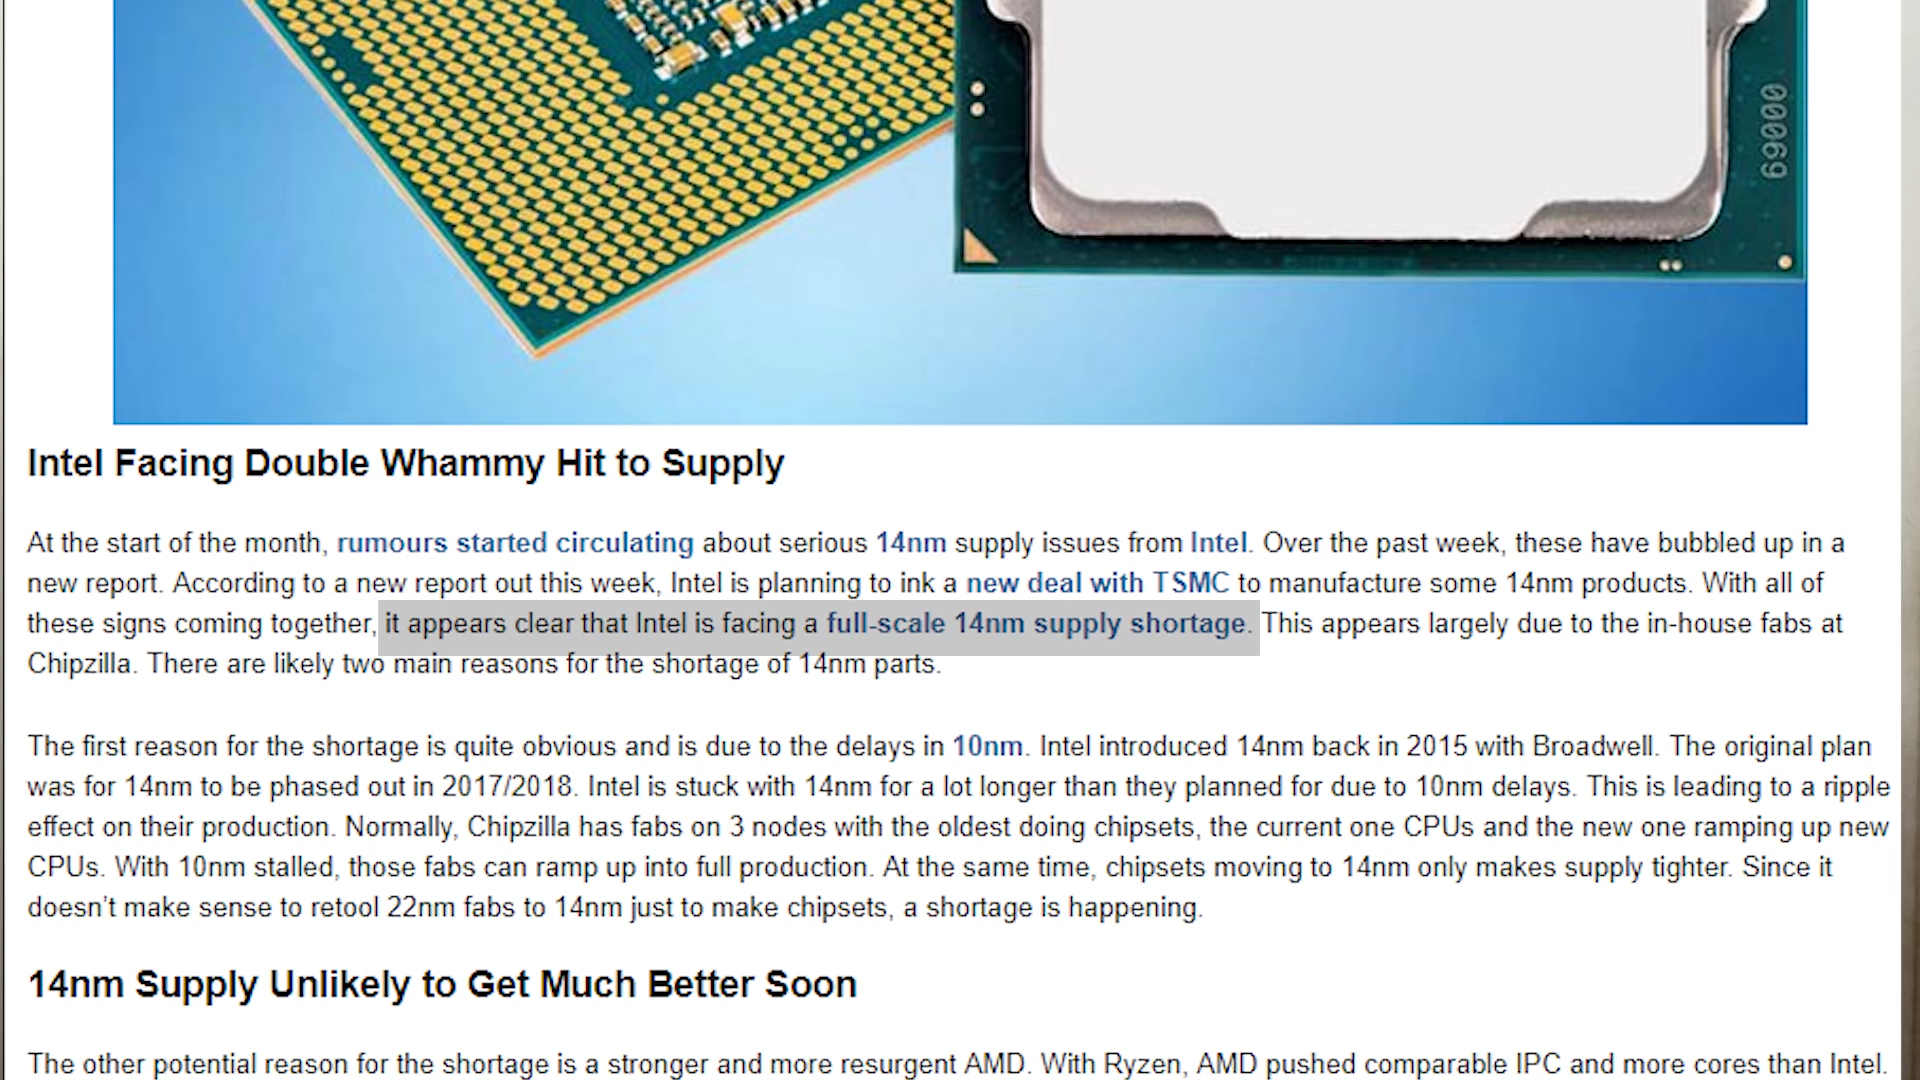 69000
Intel Facing Double Whammy Hit to Supply
At the start of the month, rumours started circulating about serious 14nm supply issues from Intel. Over the past week, these have bubbled up in a
new report. According to a new report out this week, Intel is planning to ink a new deal with TSMC to manufacture some 14nm products. With all of
these signs coming together, it appears clear that Intel is facing a full-scale 14nm supply shortage. This appears largely due to the in-house fabs at
Chipzilla. There are likely two main reasons for the shortage of 14nm parts.
The first reason for the shortage is quite obvious and is due to the delays in 10nm. Intel introduced 14nm back in 2015 with Broadwell. The original plan
was for 14nm to be phased out in 2017/2018. Intel is stuck with 14nm for a lot longer than they planned for due to 10nm delays. This is leading to a ripple
effect on their production. Normally, Chipzilla has fabs on 3 nodes with the oldest doing chipsets, the current one CPUs and the new one ramping up new
CPUs. With 10nm stalled, those fabs can ramp up into full production. At the same time, chipsets moving to 14nm only makes supply tighter. Since it
doesn’t make sense to retool 22nm fabs to 14nm just to make chipsets, a shortage is happening.
14nm Supply Unlikely to Get Much Better Soon
The other potential reason for the shortage is a stronger and more resurgent AMD. With Ryzen, AMD pushed comparable IPC and more cores than Intel.